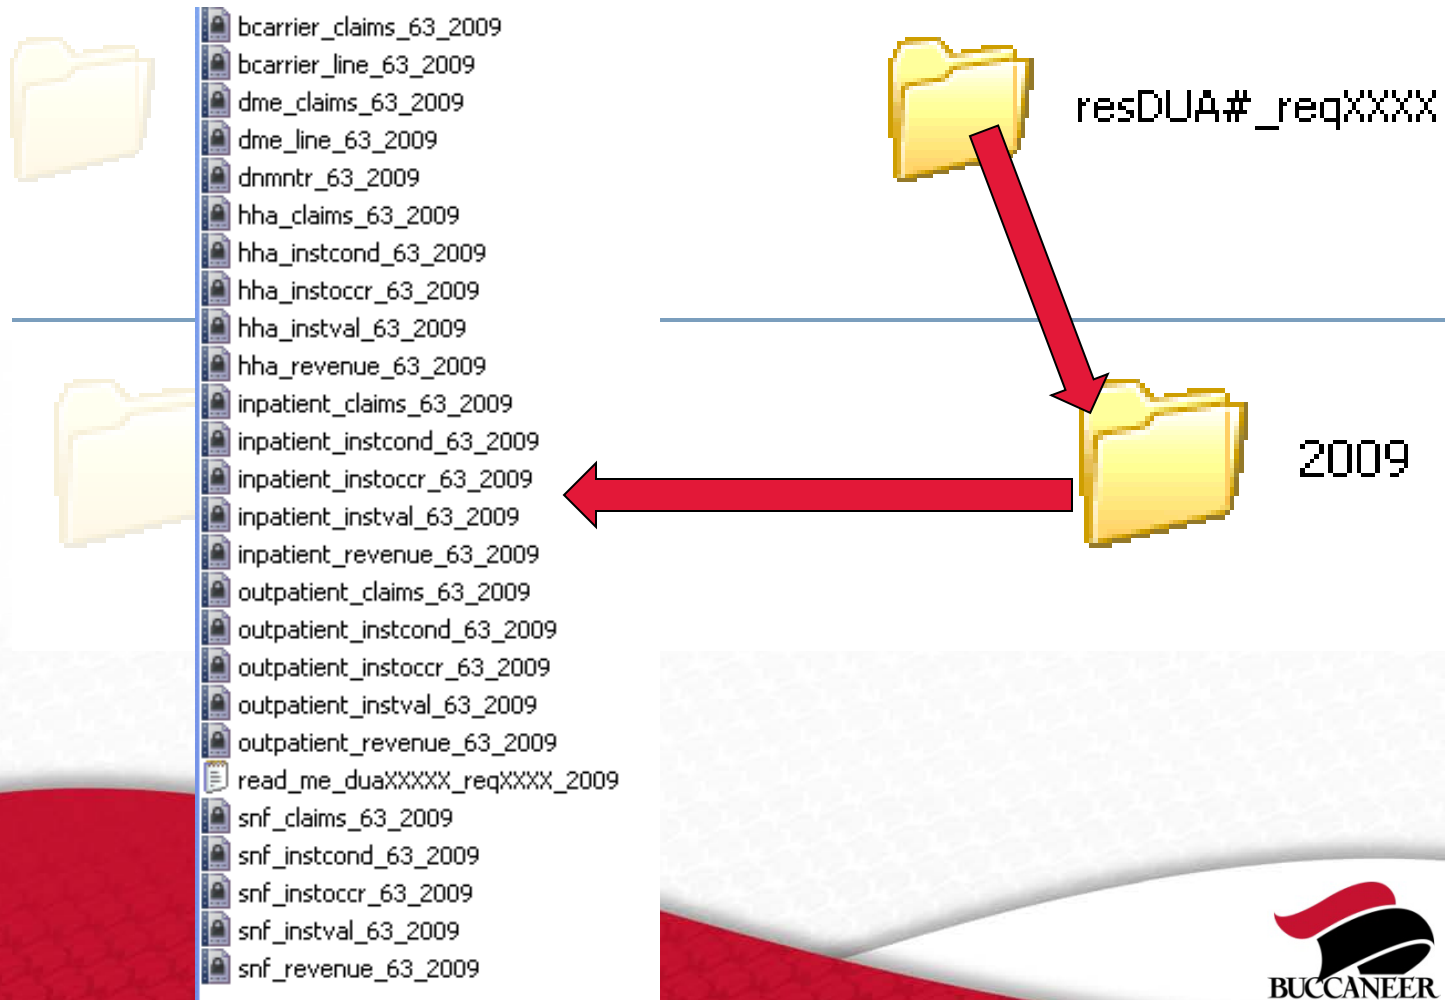 bcarrier_claims_63_2009
bcarrier_line_63_2009
dme_claims_63_2009
dme_line_63_2009
dnmntr_63_2009
hha_claims_63_2009
hha_instcond_63_2009
hha_instoccr_63_2009
hha_instval_63_2009
hha_revenue_63_2009
inpatient_claims_63_2009
inpatient_instcond_63_2009
inpatient_instoccr_63_2009
inpatient_instval_63_2009
inpatient_revenue_63_2009
outpatient_claims_63_2009
outpatient_instcond_63_2009
outpatient_instoccr_63_2009
outpatient_instval_63_2009
outpatient_revenue_63_2009
read_me_duaXXXXX_reqXXXX_2009
snf_claims_63_2009
snf_instcond_63_2009
snf_instoccr_63_2009
snf_instval_63_2009
snf_revenue_63_2009
resDUA#_reqXXXX
2009
BUCCANEER